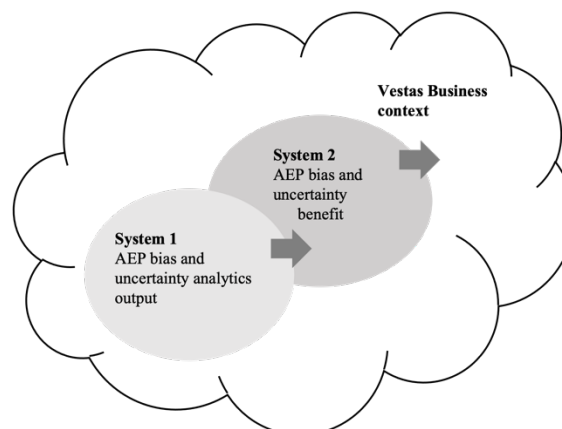 Vestas Business
context
System 2
AEP bias and
uncertainty
benefit
System 1
AEP bias and
uncertainty analytics
output